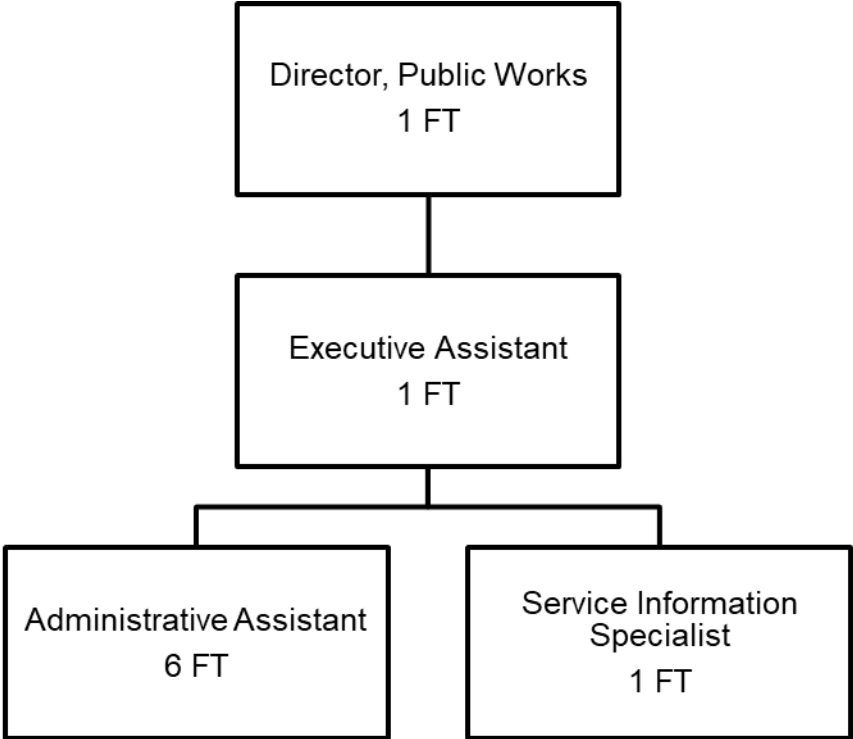 Director, Public Works
1 FT
Executive Assistant
1 FT
Administrative Assistant
6 FT
Service Information
Specialist
1 FT